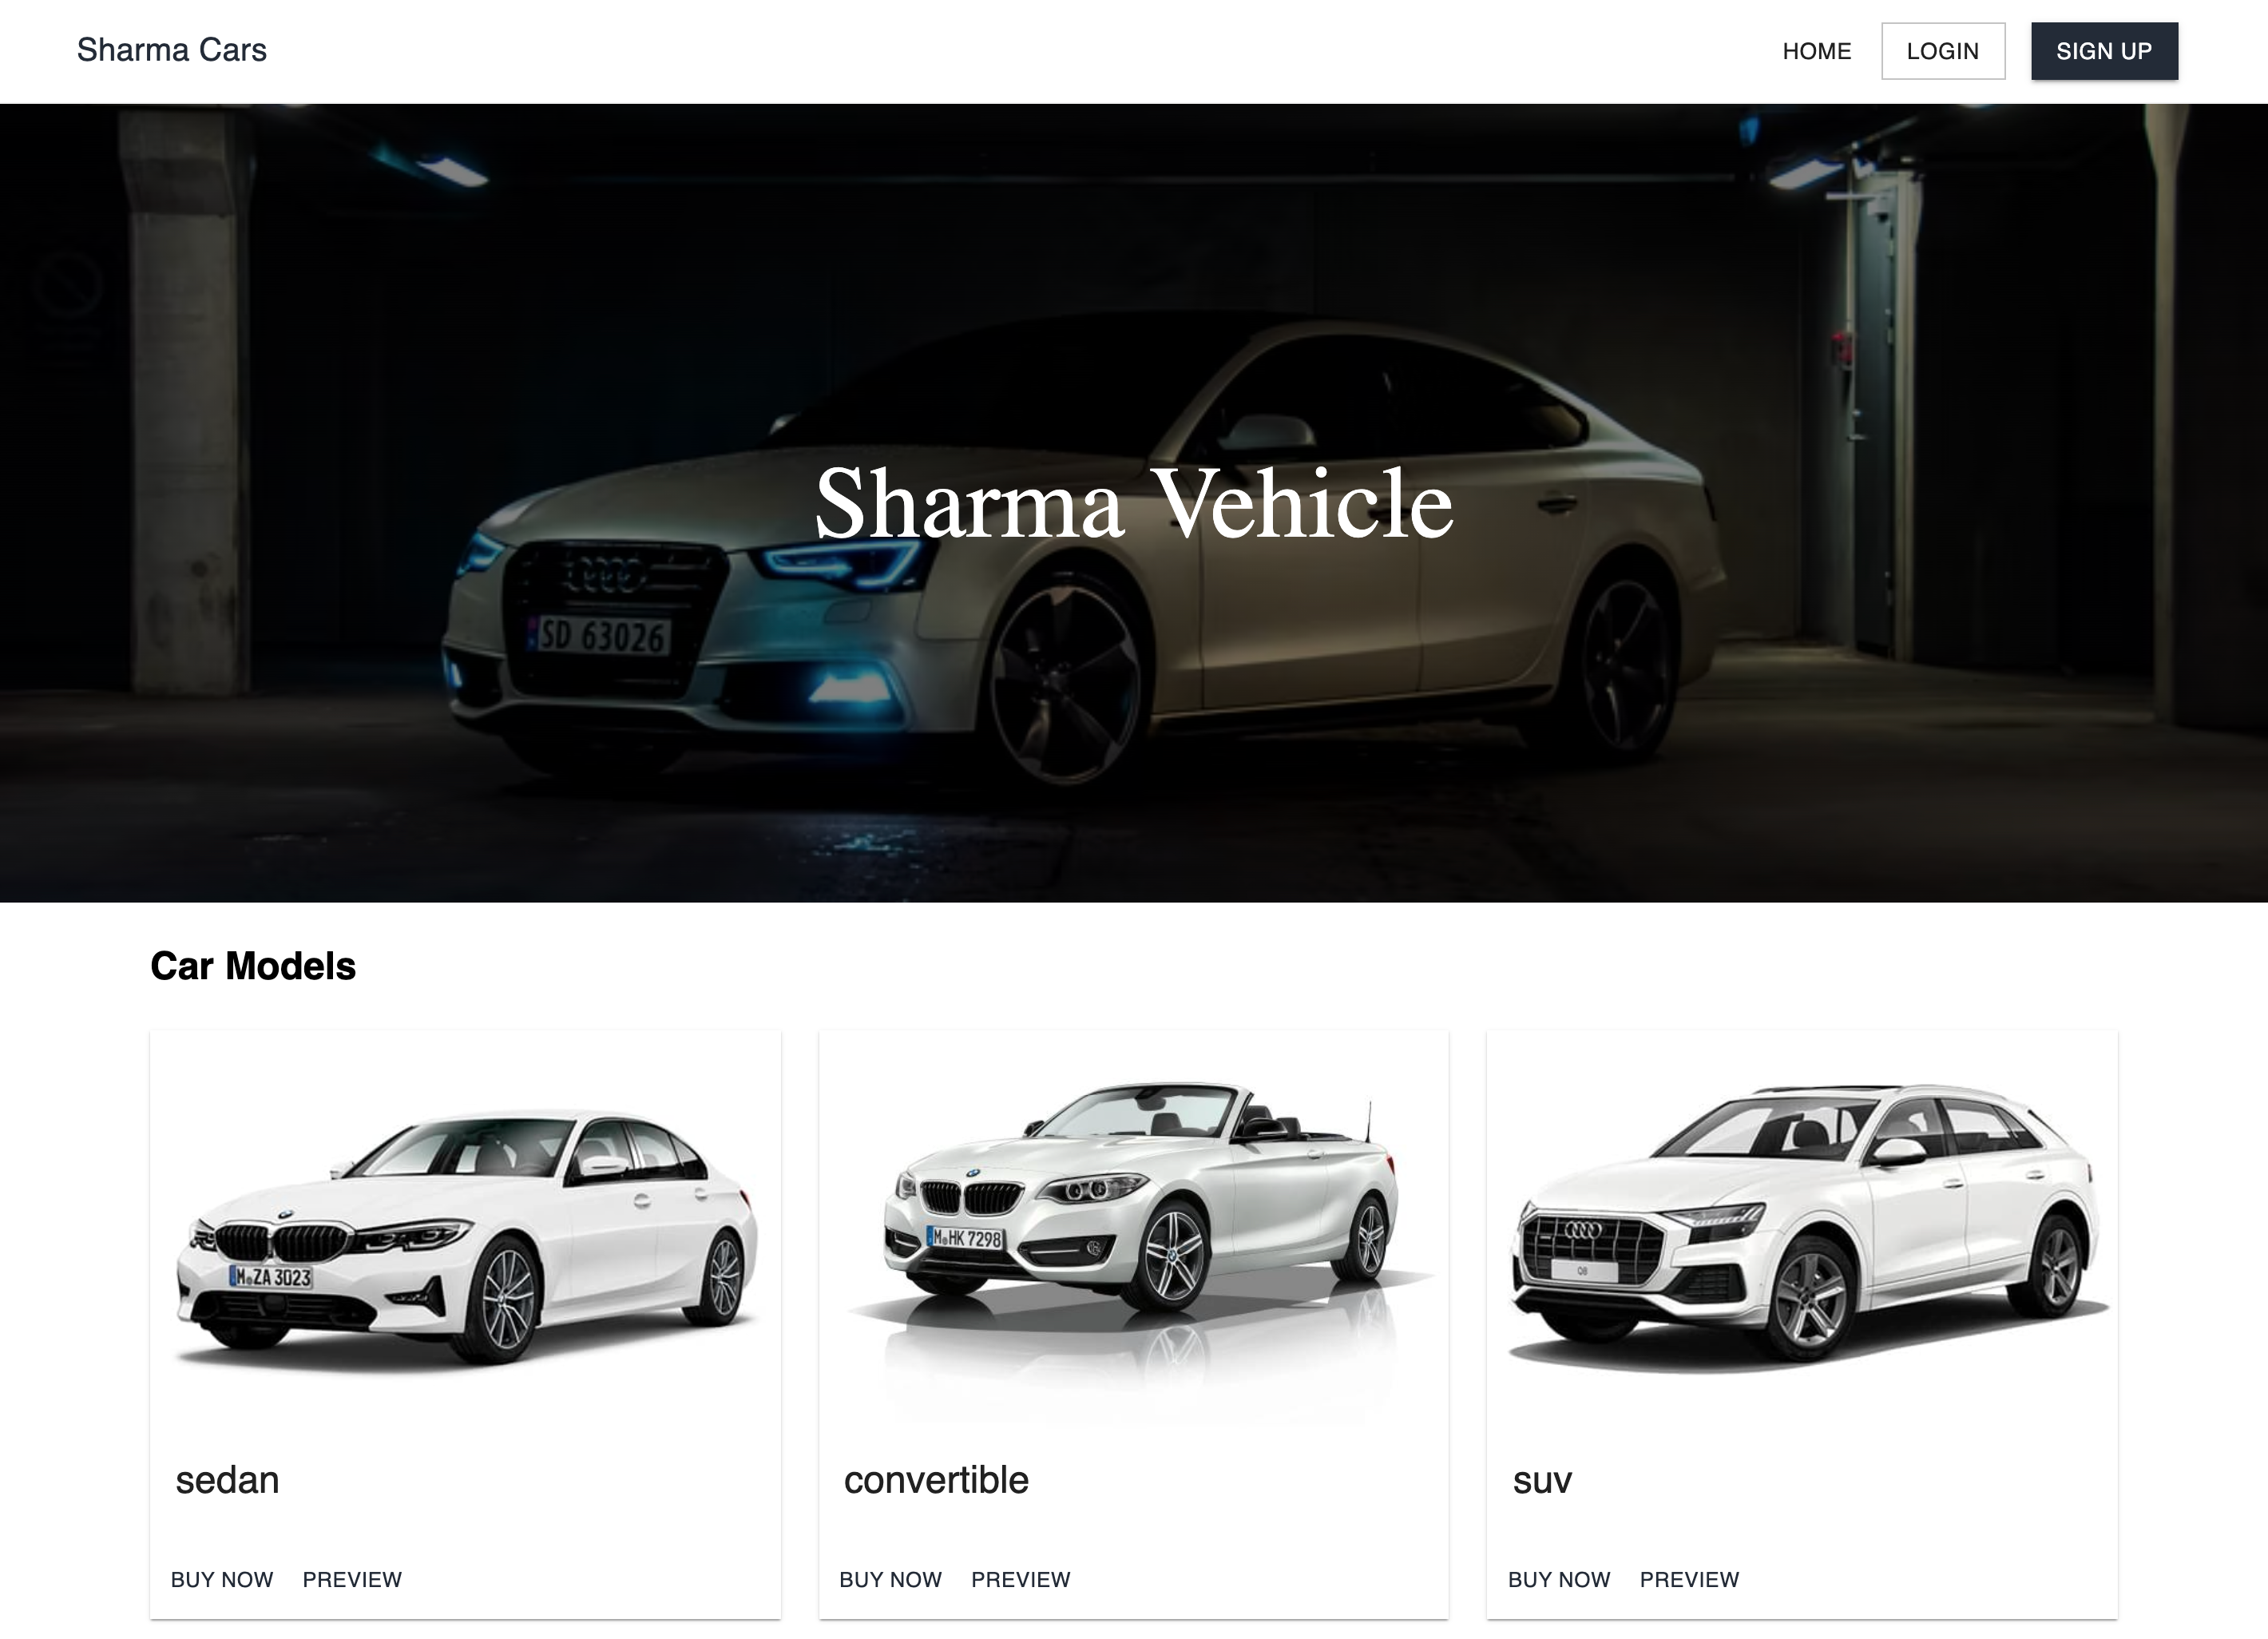 Sharma Cars
HOME LOGIN SIGN UP
Sharma Vehicle
SD 63026
Car Models
M ZA 3023
M HK 7298
Q8
sedan
convertible
suv
BUY NOW PREVIEW
BUY NOW PREVIEW
BUY NOW PREVIEW